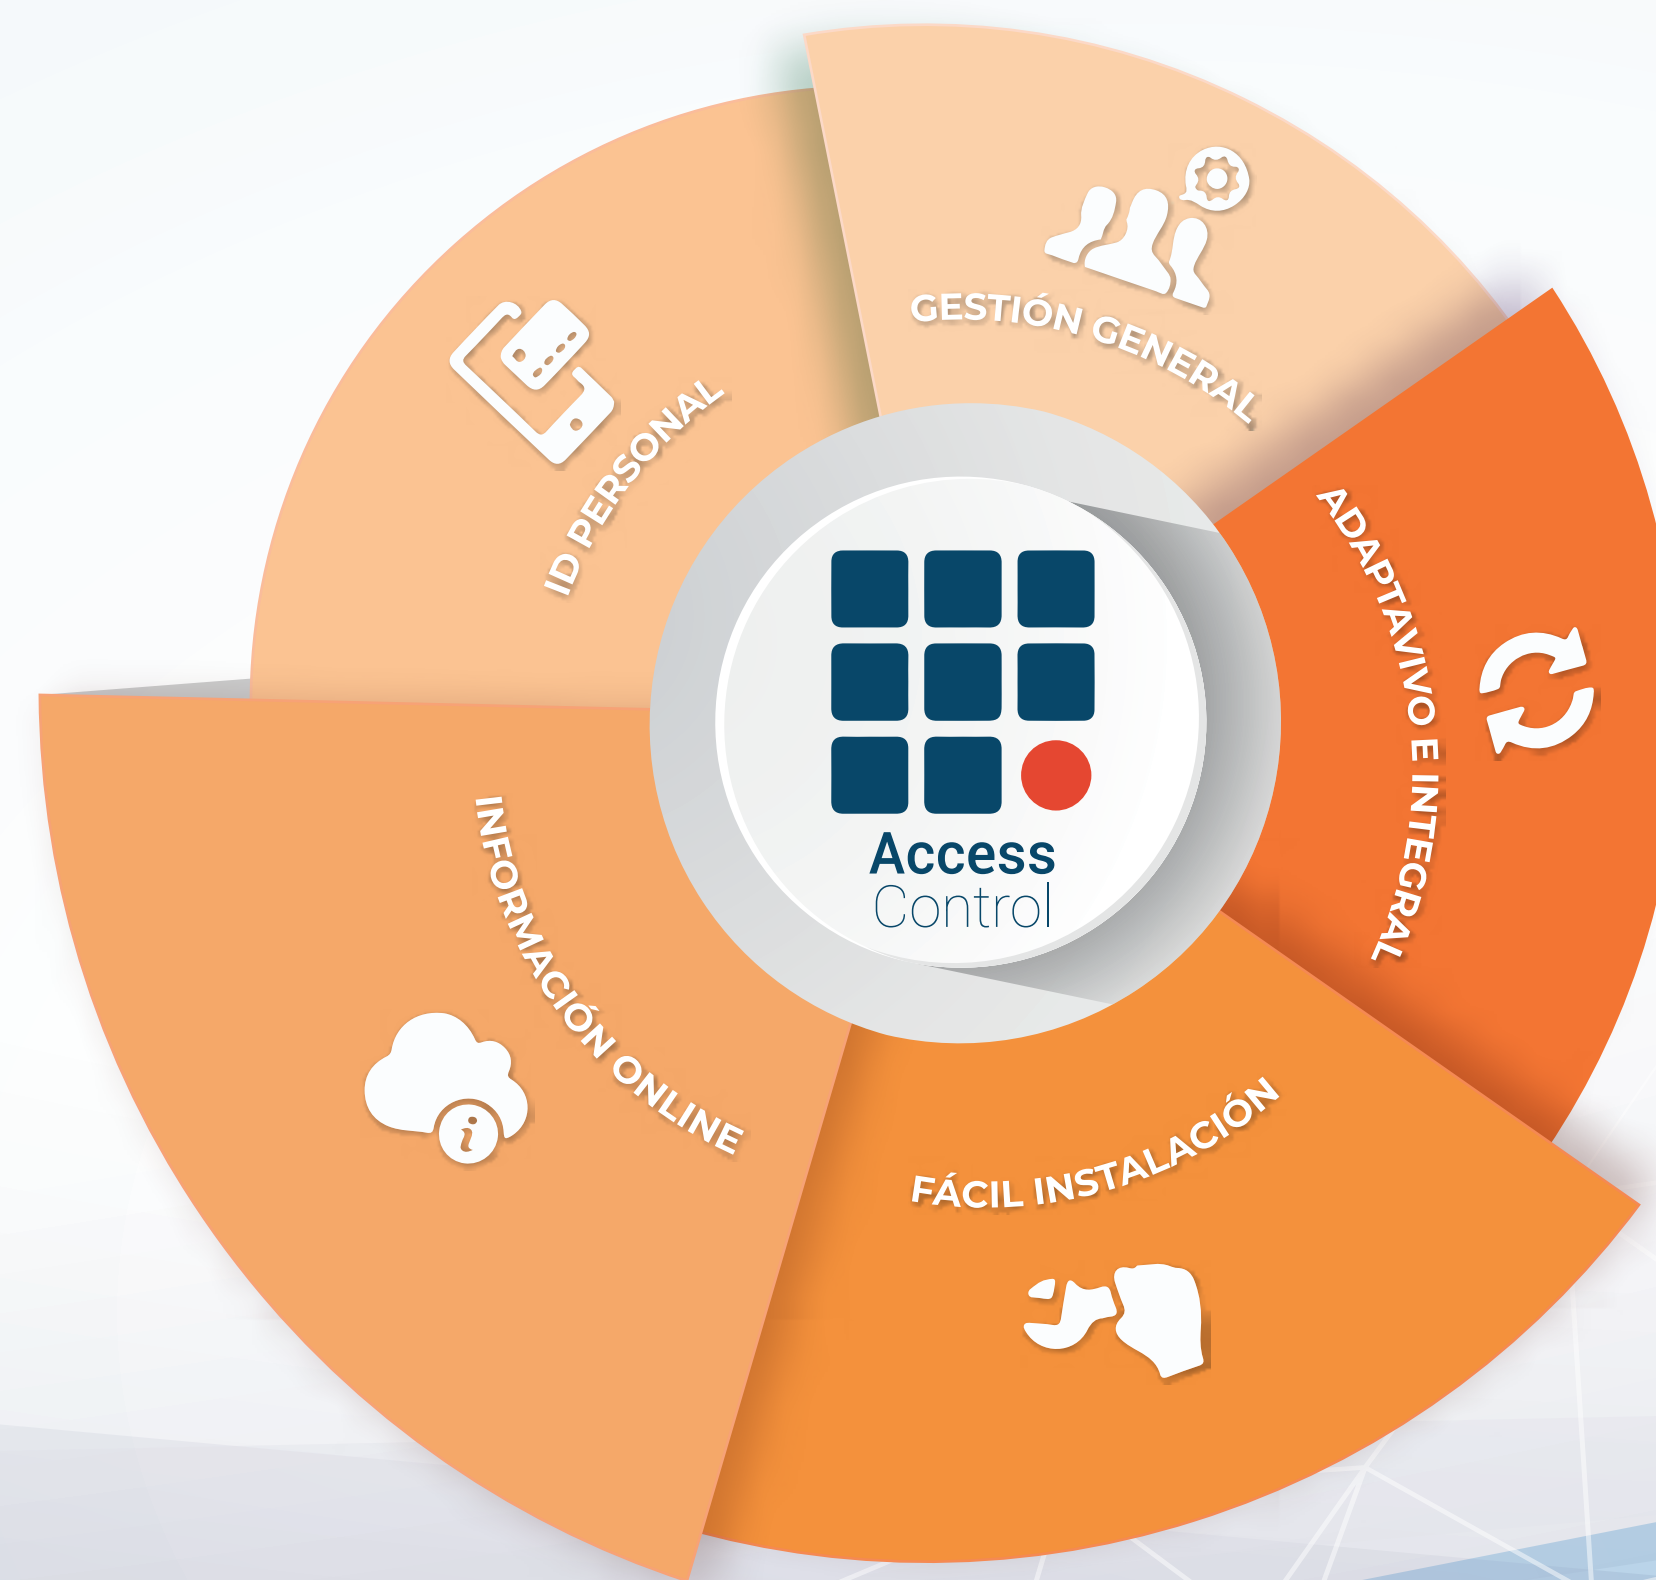 GESTIÓN GENERAL
ADAPTAVIVO E INTEGRAL
FÁCIL INSTALACIÓN
INFORMACIÓN ONLINE
ID PERSONAL
Access
Control